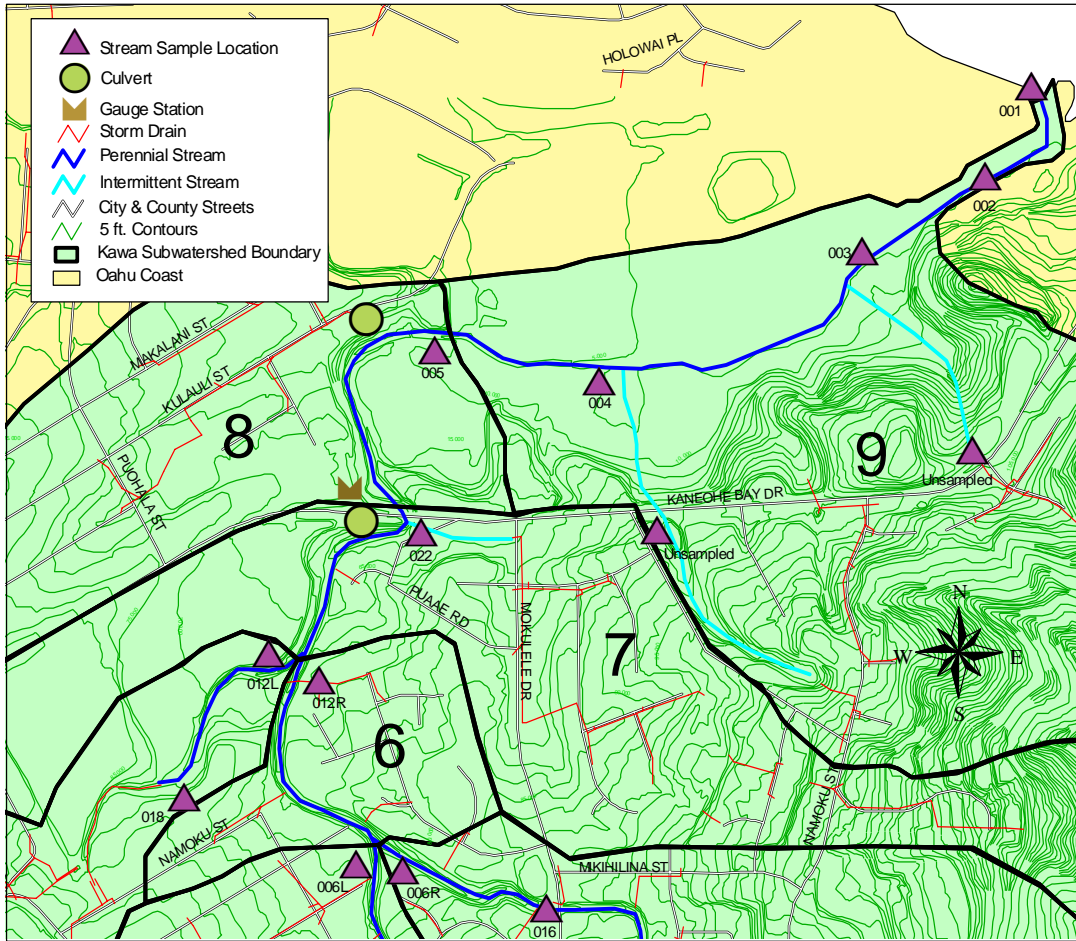 Stream Sample Location
Culvert
Gauge Station
Storm Drain
Perennial Stream
Intermittent Stream
City & County Streets
5 ft. Contours
Kawa Subwatershed Boundary
Oahu Coast
HOLOWAI PL
001
002
003
MAKALANI ST
KULAULI ST
005
004
8
9
PUOHALA ST
Unsampled
KANEOHE BAY DR
022
Unsampled
PUAAE RD
MOKULELE DR
7
N
W
E
S
012L
012R
6
018
NAMOKU ST
NAMOKU ST
006L
006R
MIKIHILINA ST
016